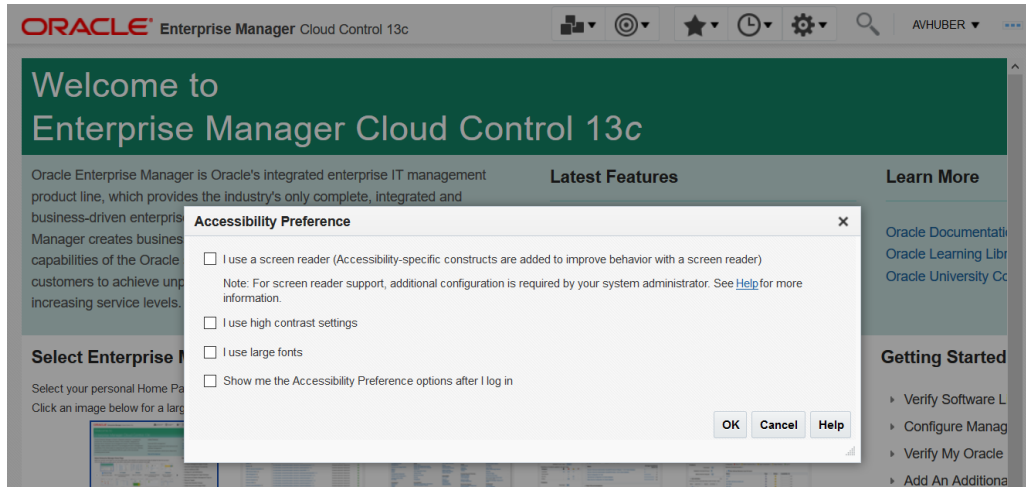 ORACLE® Enterprise Manager Cloud Control 13c
AVHUBER
Welcome to
Enterprise Manager Cloud Control 13c
Oracle Enterprise Manager is Oracle's integrated enterprise IT management
product line, which provides the industry's only complete, integrated and
business-driven enterpris
Manager creates busines
capabilities of the Oracle
customers to achieve unp
increasing service levels.
Latest Features
Learn More
Oracle Documentati
Oracle Learning Libr
Oracle University Co
Accessibility Preference
I use a screen reader (Accessibility-specific constructs are added to improve behavior with a screen reader)
Note: For screen reader support, additional configuration is required by your system administrator. See Help for more
information.
I use high contrast settings
I use large fonts
Show me the Accessibility Preference options after I log in
OK Cancel Help
Select Enterprise M
Select your personal Home Pa
Click an image below for a larg
Getting Started
Verify Software L
Configure Manag
Verify My Oracle
Add An Additiona